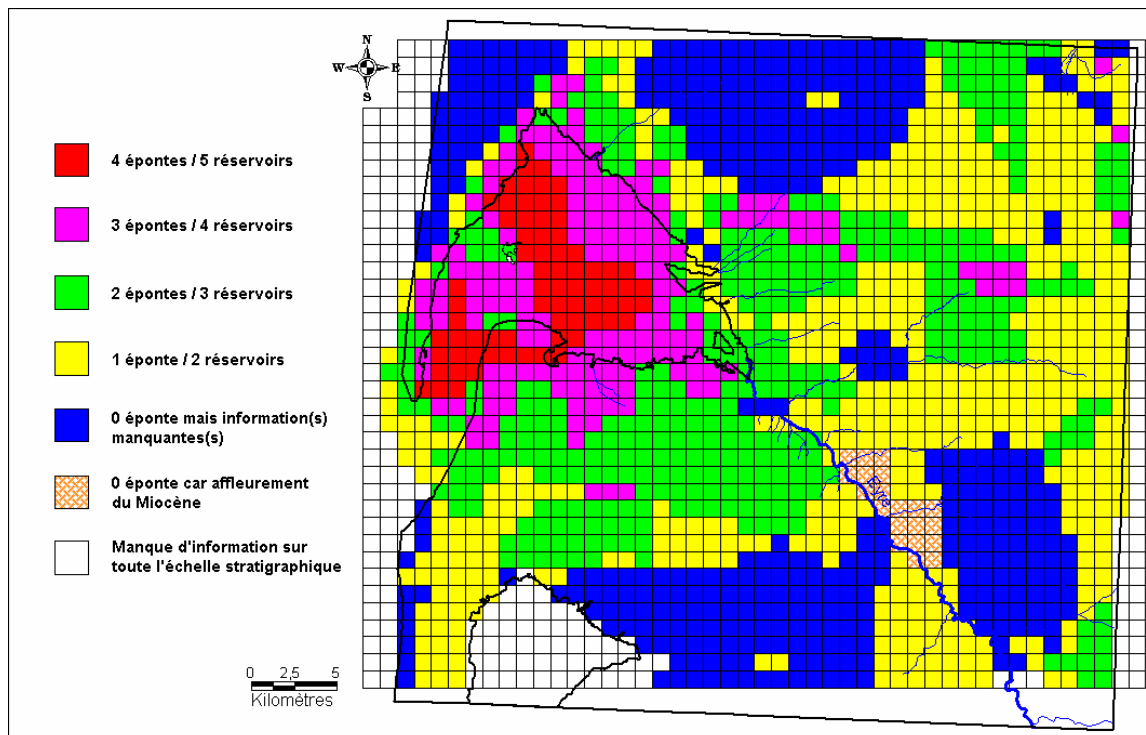 N
W E
S
4 épontes / 5 réservoirs
3 épontes / 4 réservoirs
2 épontes / 3 réservoirs
1 éponte / 2 réservoirs
0 éponte mais information(s)
manquantes(s)
0 éponte car affleurement
du Miocène
Manque d'information sur
toute l'échelle stratigraphique
0 2,5 5
Kilomètres
Eyre